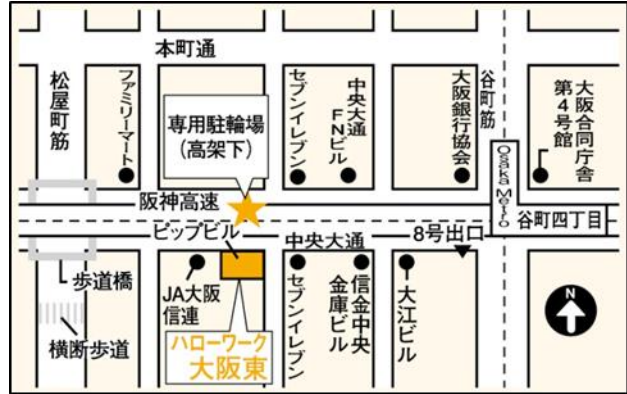 本町通
松屋町筋
ファミリーマート
専用駐輪場
(高架下)
セブンイレブン
中央大通
FNビル
大阪銀行協会
谷町筋
大阪合同庁舎
第4号館
Osaka Metro
谷町四丁目
阪神高速
ピップビル
中央大通
8号出口
歩道橋
横断歩道
JA大阪
信連
ハローワーク
大阪東
セブンイレブン
信金中央
金庫ビル
大江ビル
N